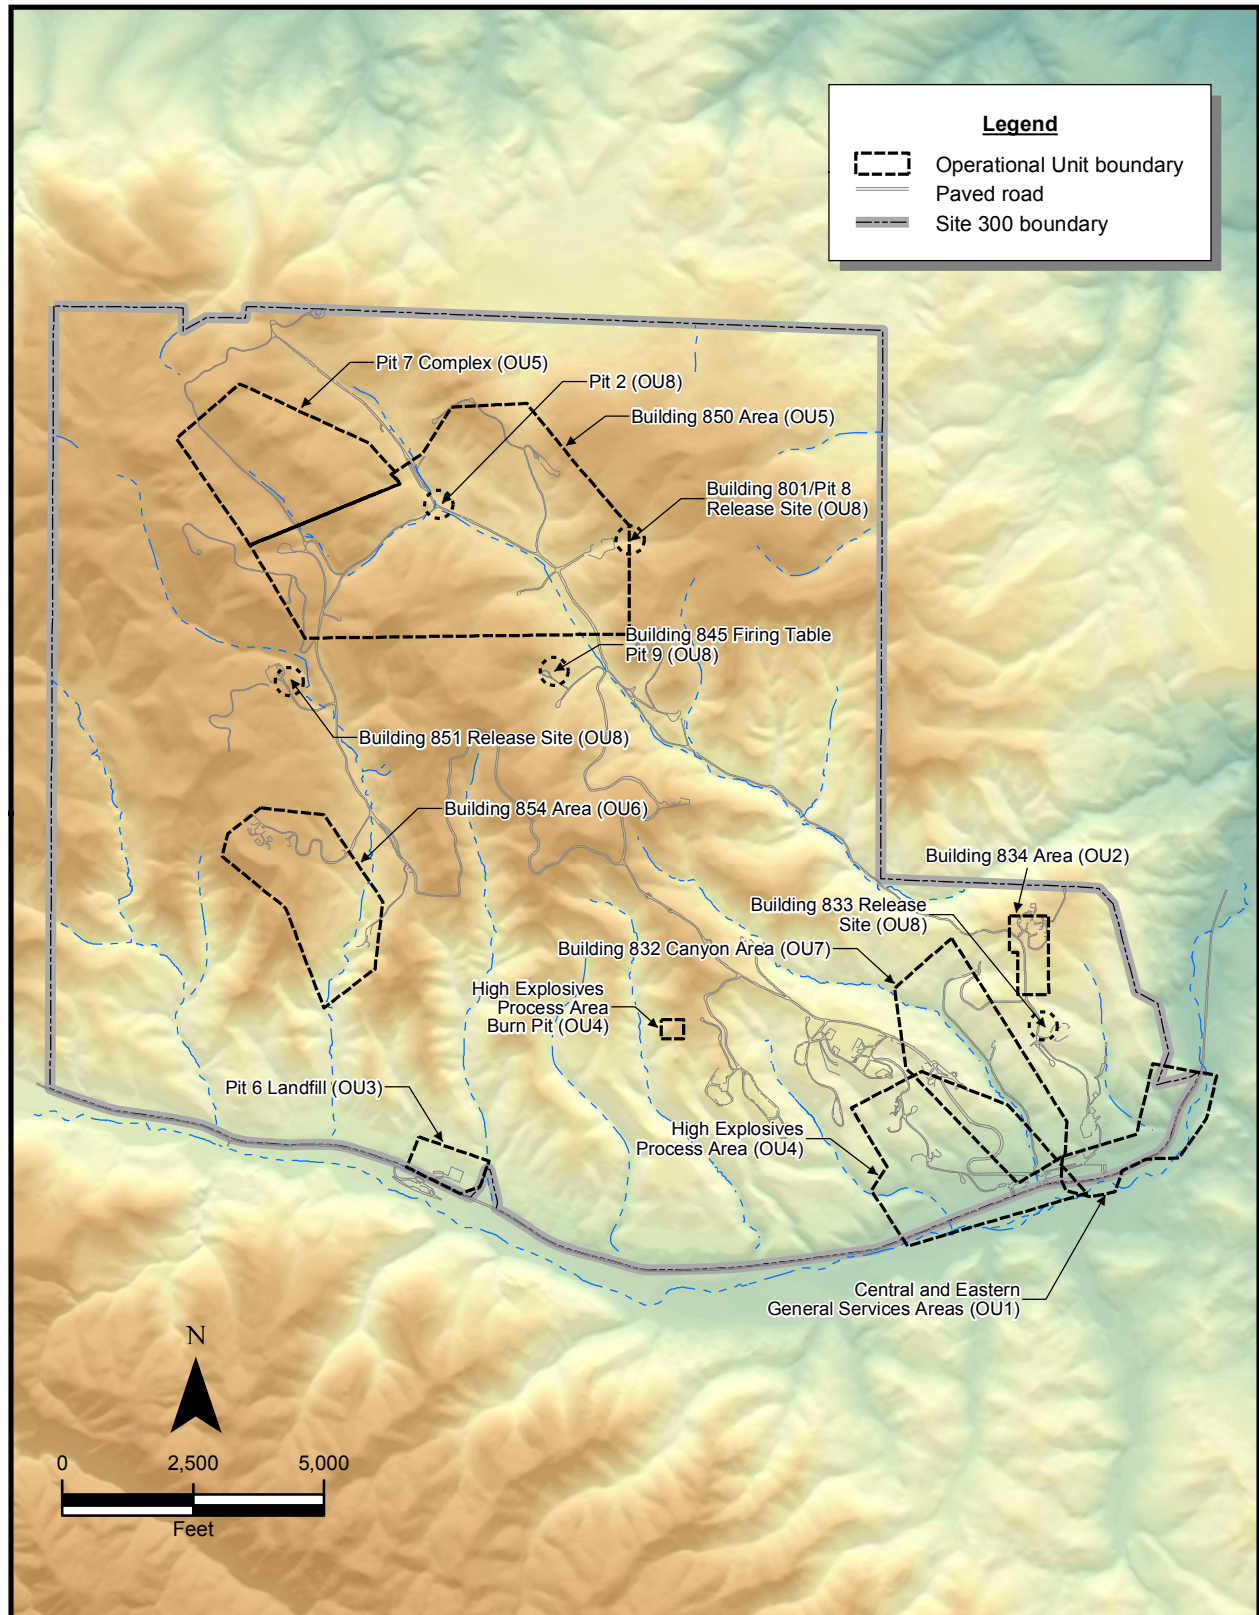 Legend
Operational Unit boundary
Paved road
Site 300 boundary
Pit 7 Complex (OU5)
Pit 2 (OU8)
Building 850 Area (OU5)
Building 801/Pit 8
Release Site (OU8)
Building 845 Firing Table
Pit 9 (OU8)
Building 851 Release Site (OU8)
Building 854 Area (OU6)
Building 834 Area (OU2)
Building 833 Release
Site (OU8)
Building 832 Canyon Area (OU7)
High Explosives
Process Area
Burn Pit (OU4)
Pit 6 Landfill (OU3)
High Explosives
Process Area (OU4)
Central and Eastern
General Services Areas (OU1)
N
0 2,500 5,000
Feet